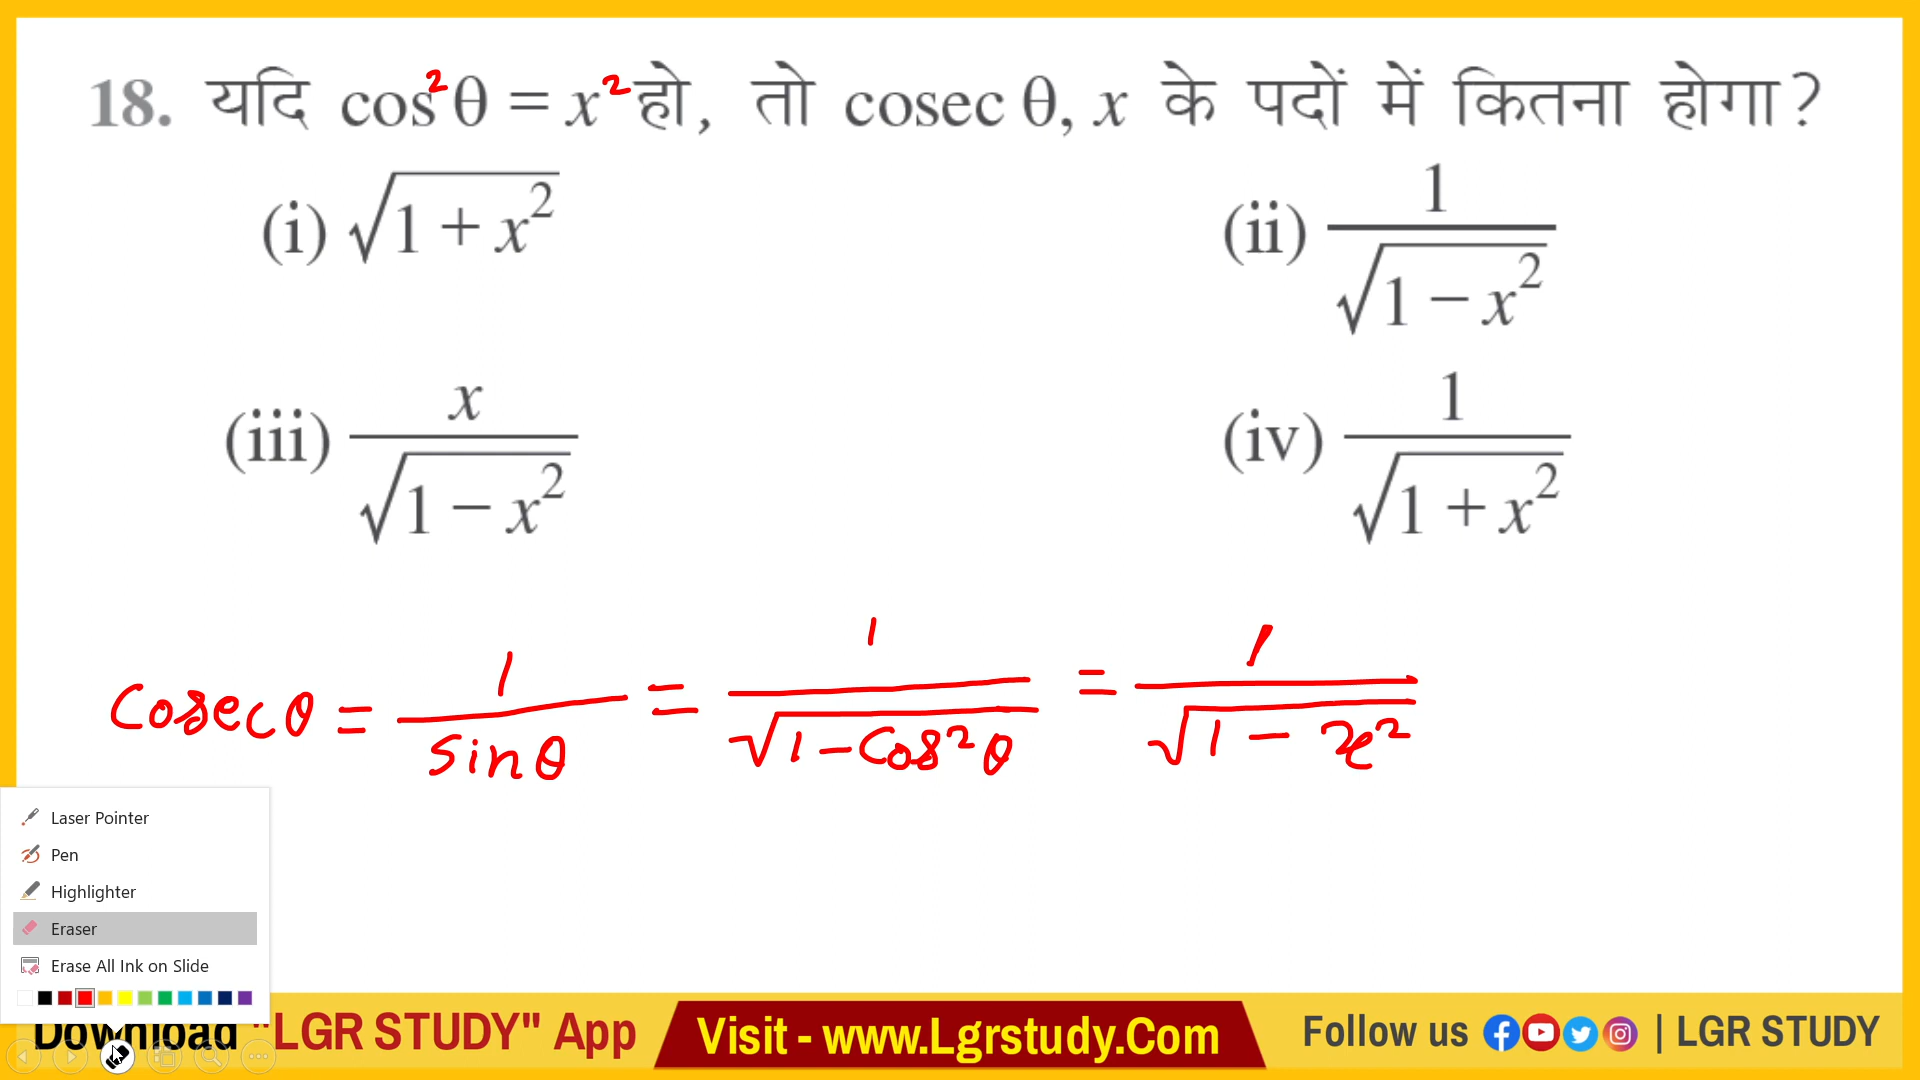 18. यदि cos²θ = x² हो, तो cosec θ, x के पदों में कितना होगा?
(i) √(1 + x²) (ii) 1/√(1 − x²)
(iii) x/√(1 − x²) (iv) 1/√(1 + x²)
Cosecθ = 1/sinθ = 1/√(1-Cos²θ) = 1/√(1 - x²)
Laser Pointer
Pen
Highlighter
Eraser
Erase All Ink on Slide
Download "LGR STUDY" App Visit - www.Lgrstudy.Com Follow us | LGR STUDY